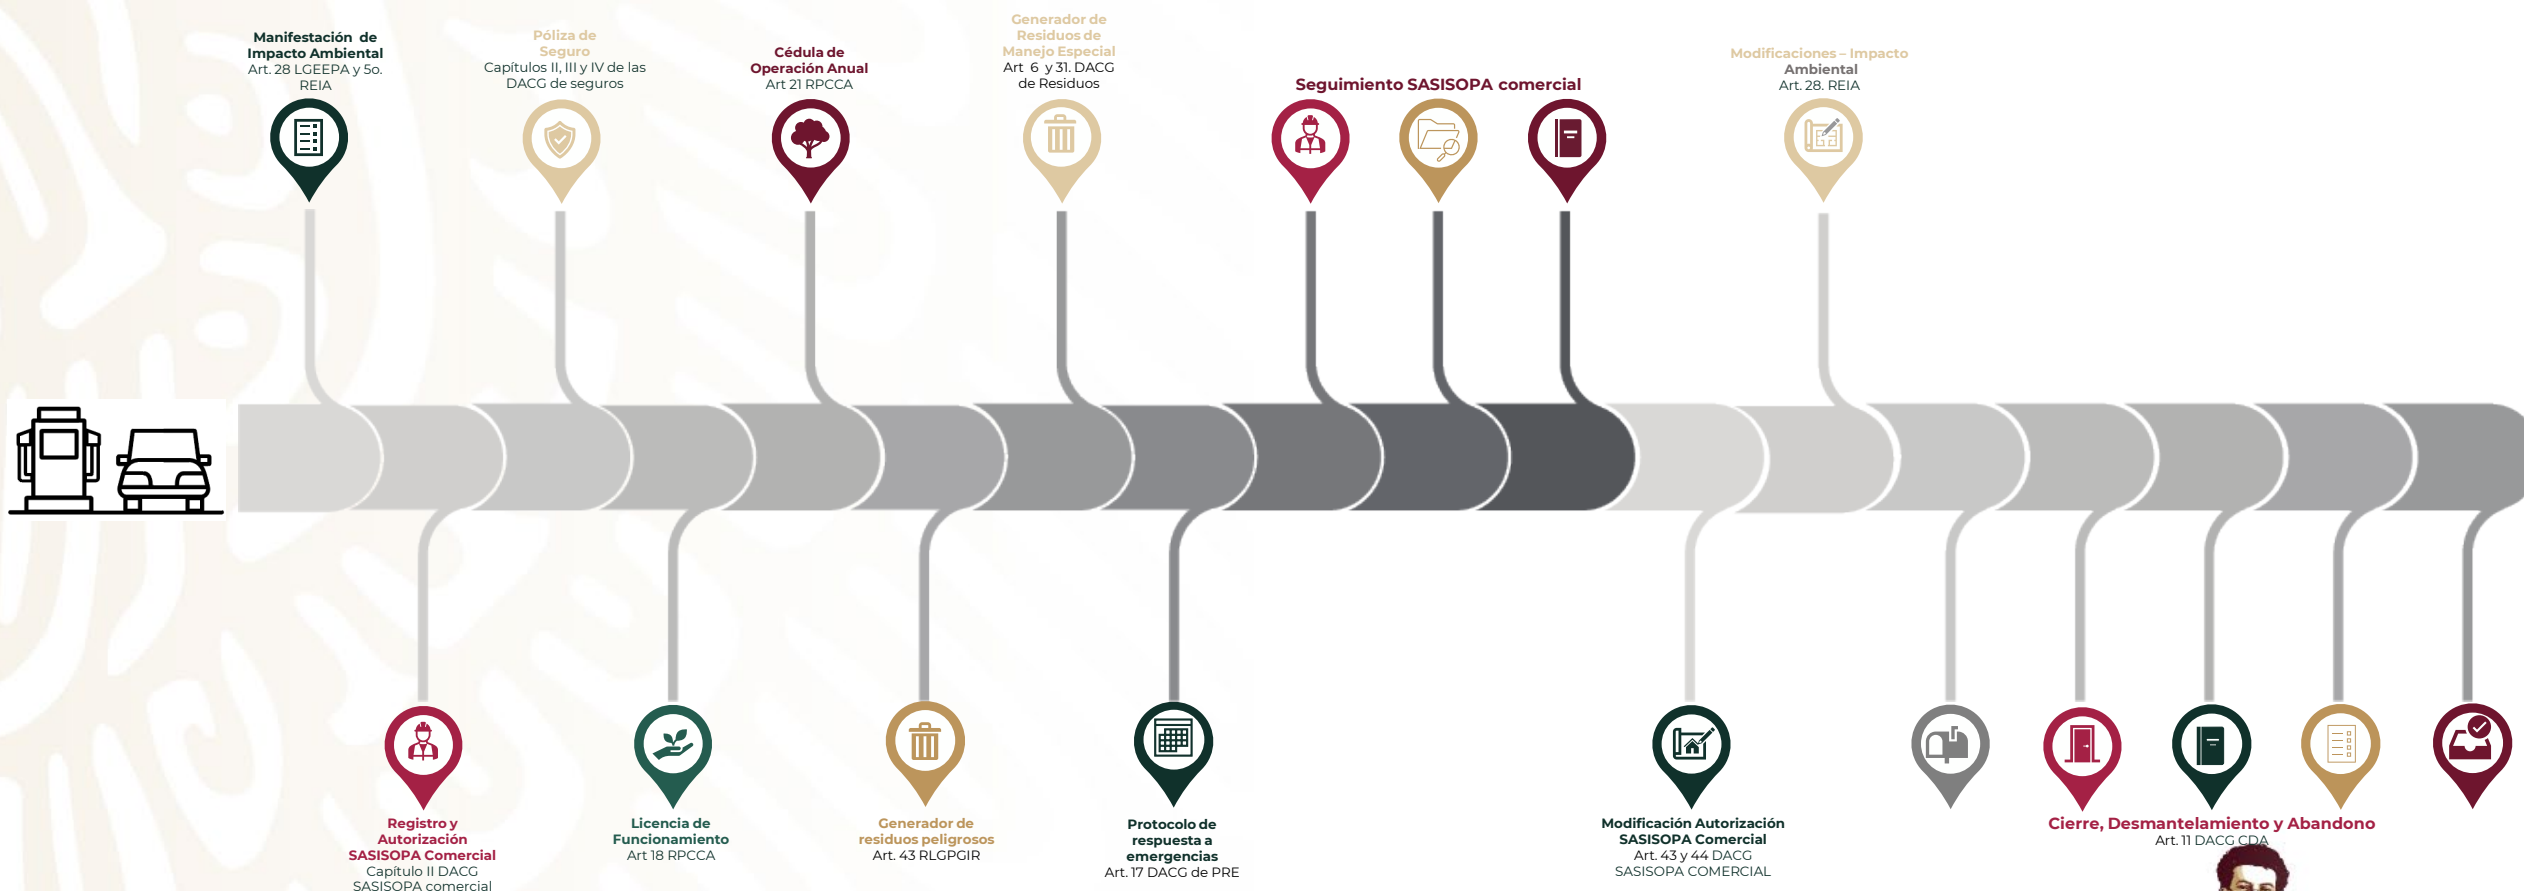 Manifestación de
Impacto Ambiental
Art. 28 LGEEPA y 5o.
REIA
Póliza de
Seguro
Capítulos II, III y IV de las
DACG de seguros
Cédula de
Operación Anual
Art 21 RPCCA
Generador de
Residuos de
Manejo Especial
Art 6 y 31. DACG
de Residuos
Seguimiento SASISOPA comercial
Modificaciones – Impacto
Ambiental
Art. 28. REIA
Registro y
Autorización
SASISOPA Comercial
Capítulo II DACG
SASISOPA comercial
Licencia de
Funcionamiento
Art 18 RPCCA
Generador de
residuos peligrosos
Art. 43 RLGPGIR
Protocolo de
respuesta a
emergencias
Art. 17 DACG de PRE
Modificación Autorización
SASISOPA Comercial
Art. 43 y 44 DACG
SASISOPA COMERCIAL
Cierre, Desmantelamiento y Abandono
Art. 11 DACG CDA